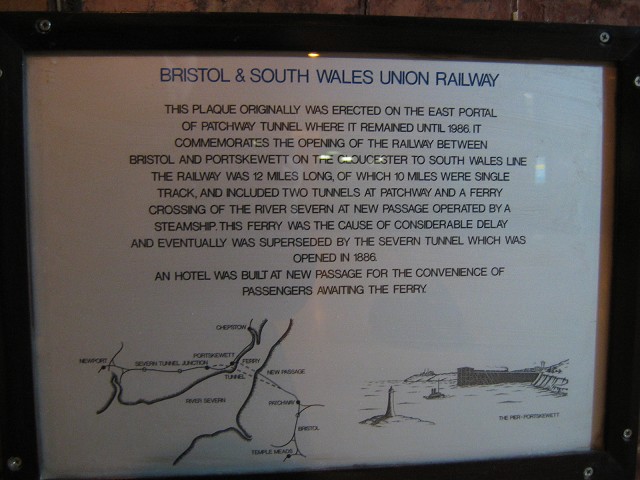 BRISTOL & SOUTH WALES UNION RAILWAY
THIS PLAQUE ORIGINALLY WAS ERECTED ON THE EAST PORTAL
OF PATCHWAY TUNNEL WHERE IT REMAINED UNTIL 1986. IT
COMMEMORATES THE OPENING OF THE RAILWAY BETWEEN
BRISTOL AND PORTSKEWETT ON THE GLOUCESTER TO SOUTH WALES LINE
THE RAILWAY WAS 12 MILES LONG, OF WHICH 10 MILES WERE SINGLE
TRACK, AND INCLUDED TWO TUNNELS AT PATCHWAY AND A FERRY
CROSSING OF THE RIVER SEVERN AT NEW PASSAGE OPERATED BY A
STEAMSHIP. THIS FERRY WAS THE CAUSE OF CONSIDERABLE DELAY
AND EVENTUALLY WAS SUPERSEDED BY THE SEVERN TUNNEL WHICH WAS
OPENED IN 1886.
AN HOTEL WAS BUILT AT NEW PASSAGE FOR THE CONVENIENCE OF
PASSENGERS AWAITING THE FERRY.
CHEPSTOW
PORTSKEWETT
NEWPORT
SEVERN TUNNEL JUNCTION
FERRY
TUNNEL
NEW PASSAGE
RIVER SEVERN
PATCHWAY
BRISTOL
TEMPLE MEADS
THE PIER-PORTSKEWETT